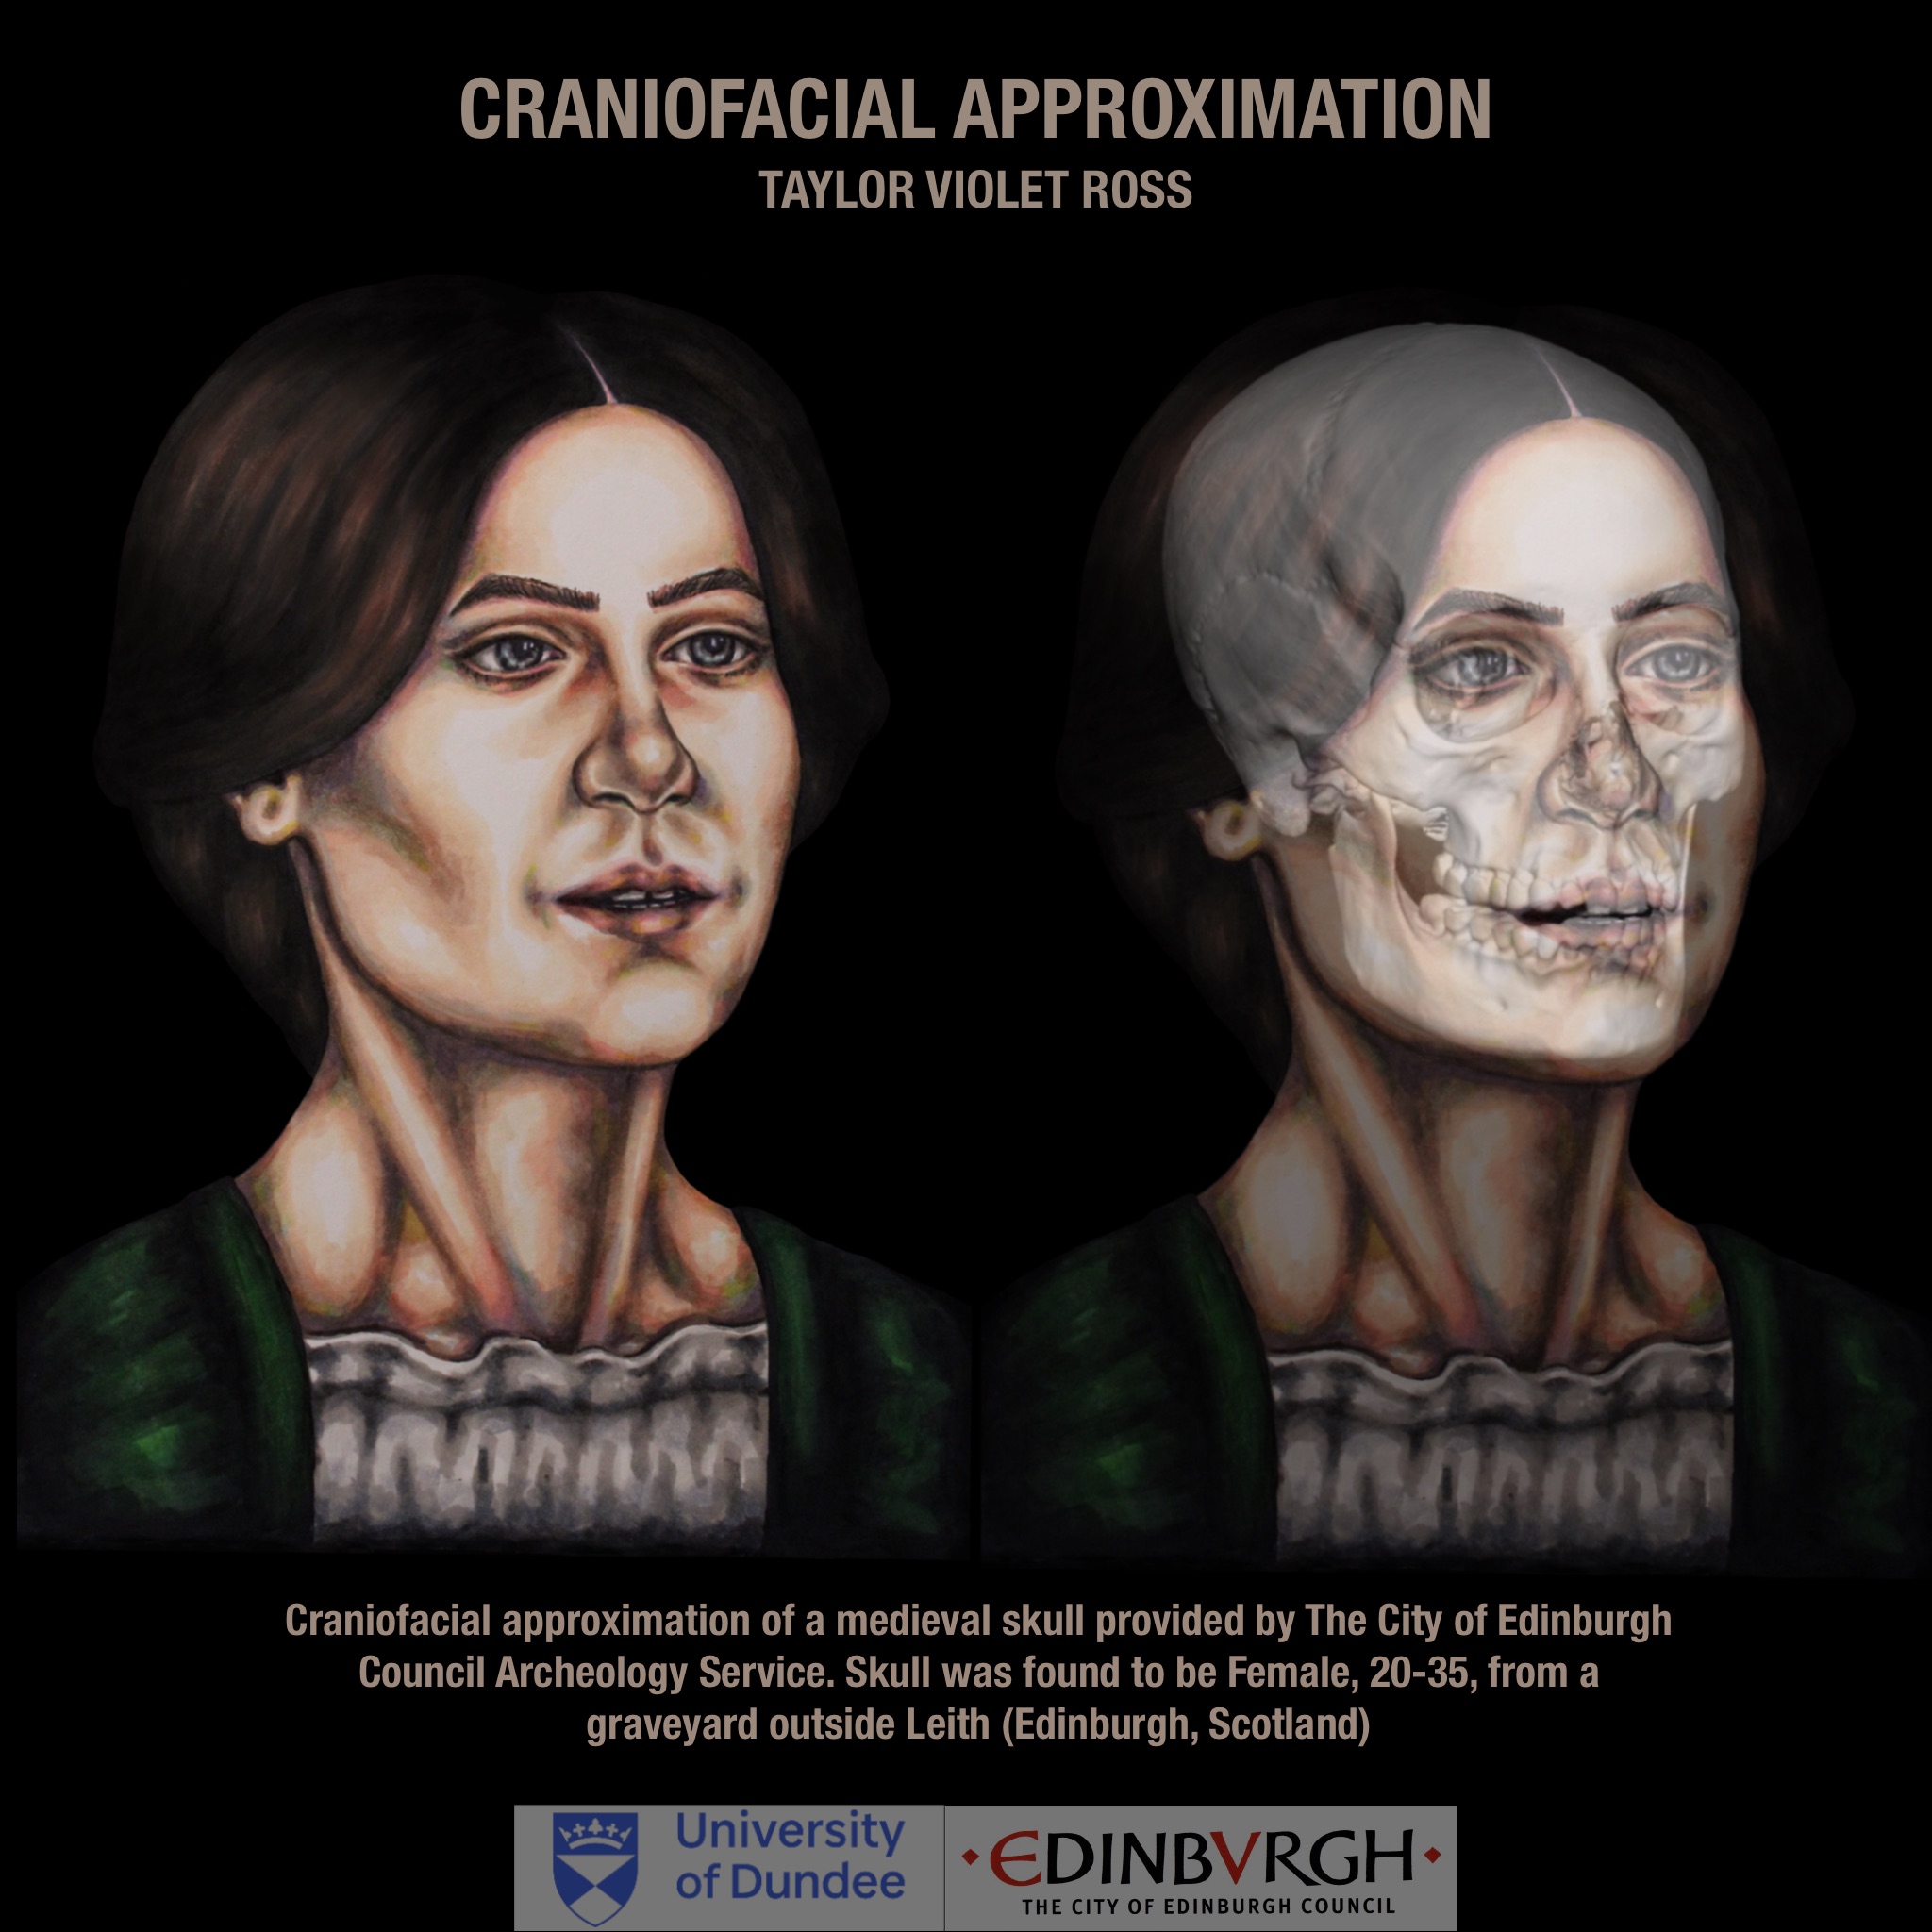 CRANIOFACIAL APPROXIMATION
TAYLOR VIOLET ROSS
Craniofacial approximation of a medieval skull provided by The City of Edinburgh
Council Archeology Service. Skull was found to be Female, 20-35, from a
graveyard outside Leith (Edinburgh, Scotland)
University
of Dundee
EDINBVRGH
THE CITY OF EDINBURGH COUNCIL